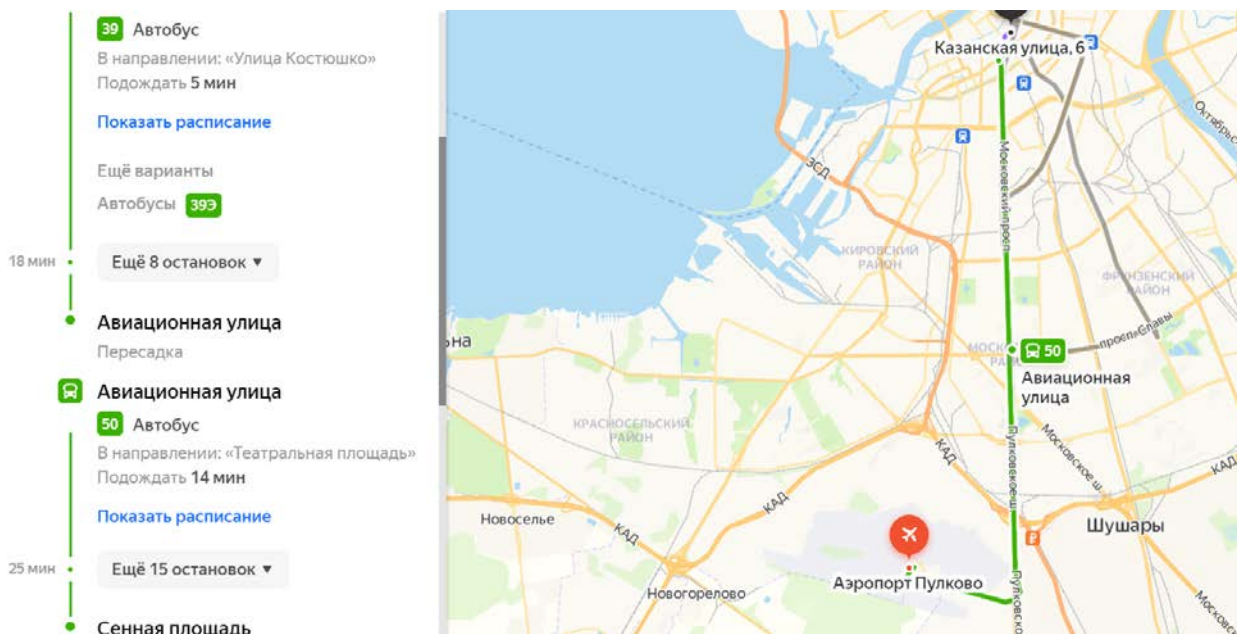 39 Автобус
В направлении: «Улица Костюшко»
Подождать 5 мин
Показать расписание
Ещё варианты
Автобусы 39Э
18 мин
Ещё 8 остановок
Авиационная улица
Пересадка
Авиационная улица
50 Автобус
В направлении: «Театральная площадь»
Подождать 14 мин
Показать расписание
25 мин
Ещё 15 остановок
Сенная площадь
Казанская улица, 6
Московский просп.
ЗСД
КИРОВСКИЙ
РАЙОН
ФРУНЗЕНСКИЙ
РАЙОН
просп. Славы
50
Авиационная
улица
КРАСНОСЕЛЬСКИЙ
РАЙОН
КАД
Пулковское ш.
Московское ш.
КАД
КАД
Новоселье
КАД
Шушары
Аэропорт Пулково
Новогорелово